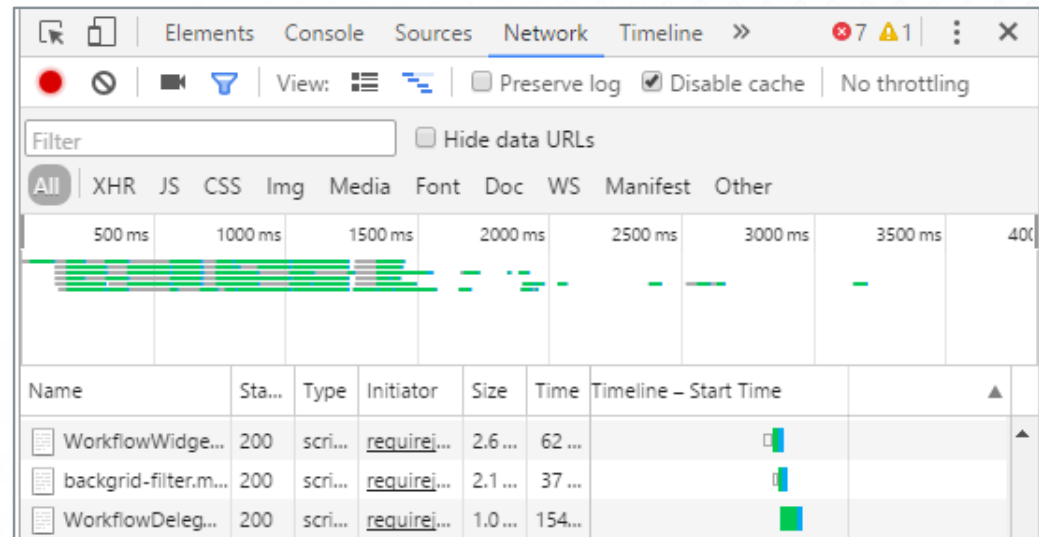 Elements Console Sources Network Timeline » 7 1
View: Preserve log Disable cache No throttling
Filter Hide data URLs
All XHR JS CSS Img Media Font Doc WS Manifest Other
500 ms 1000 ms 1500 ms 2000 ms 2500 ms 3000 ms 3500 ms 400
Name Sta... Type Initiator Size Time Timeline – Start Time
WorkflowWidge... 200 scri... requirej... 2.6 ... 62 ...
backgrid-filter.m... 200 scri... requirej... 2.1 ... 37 ...
WorkflowDeleg... 200 scri... requirej... 1.0 ... 154...